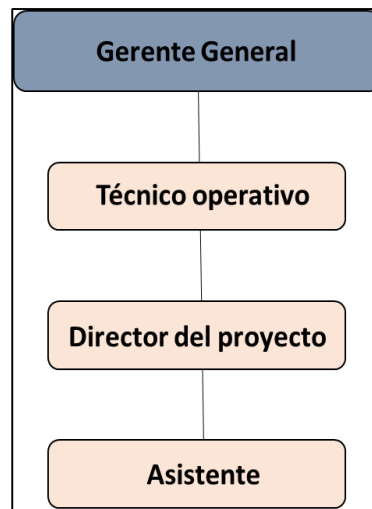 Gerente General
Técnico operativo
Director del proyecto
Asistente